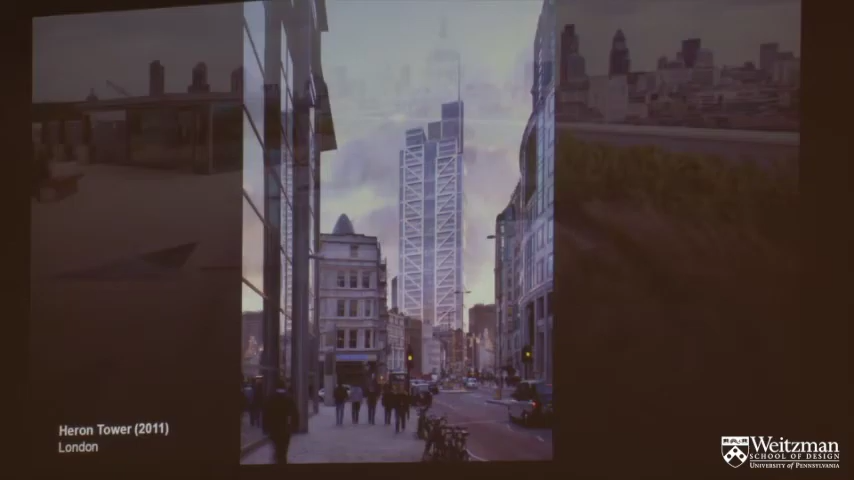 Heron Tower (2011)
London
Weitzman
SCHOOL OF DESIGN
UNIVERSITY OF PENNSYLVANIA